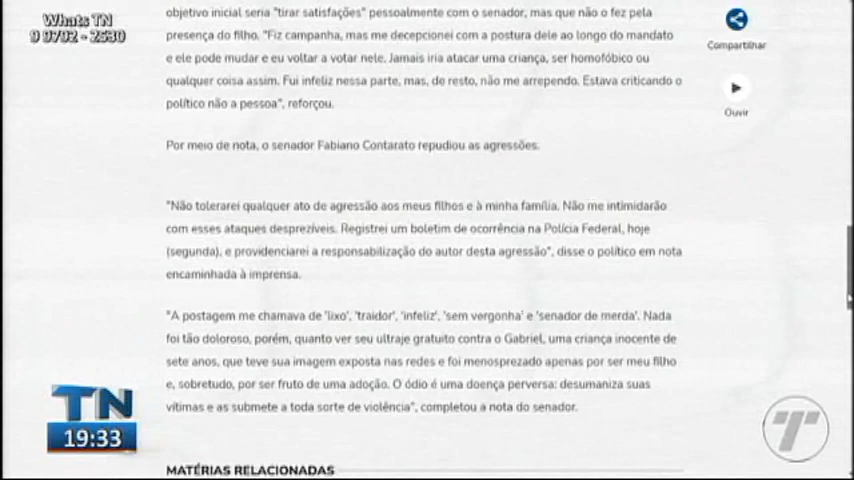 Whats TN
9 9792 - 2530
objetivo inicial seria "tirar satisfações" pessoalmente com o senador, mas que não o fez pela
presença do filho. "Fiz campanha, mas me decepcionei com a postura dele ao longo do mandato
e ele pode mudar e eu voltar a votar nele. Jamais iria atacar uma criança, ser homofóbico ou
qualquer coisa assim. Fui infeliz nessa parte, mas, de resto, não me arrependo. Estava criticando o
político não a pessoa", reforçou.
Compartilhar
Ouvir
Por meio de nota, o senador Fabiano Contarato repudiou as agressões.
"Não tolerarei qualquer ato de agressão aos meus filhos e à minha família. Não me intimidarão
com esses ataques desprezíveis. Registrei um boletim de ocorrência na Polícia Federal, hoje
(segunda), e providenciarei a responsabilização do autor desta agressão", disse o político em nota
encaminhada à imprensa.
"A postagem me chamava de 'lixo', 'traidor', 'infeliz', 'sem vergonha' e 'senador de merda'. Nada
foi tão doloroso, porém, quanto ver seu ultraje gratuito contra o Gabriel, uma criança inocente de
sete anos, que teve sua imagem exposta nas redes e foi menosprezado apenas por ser meu filho
e, sobretudo, por ser fruto de uma adoção. O ódio é uma doença perversa: desumaniza suas
vítimas e as submete a toda sorte de violência", completou a nota do senador.
TN
19:33
MATÉRIAS RELACIONADAS